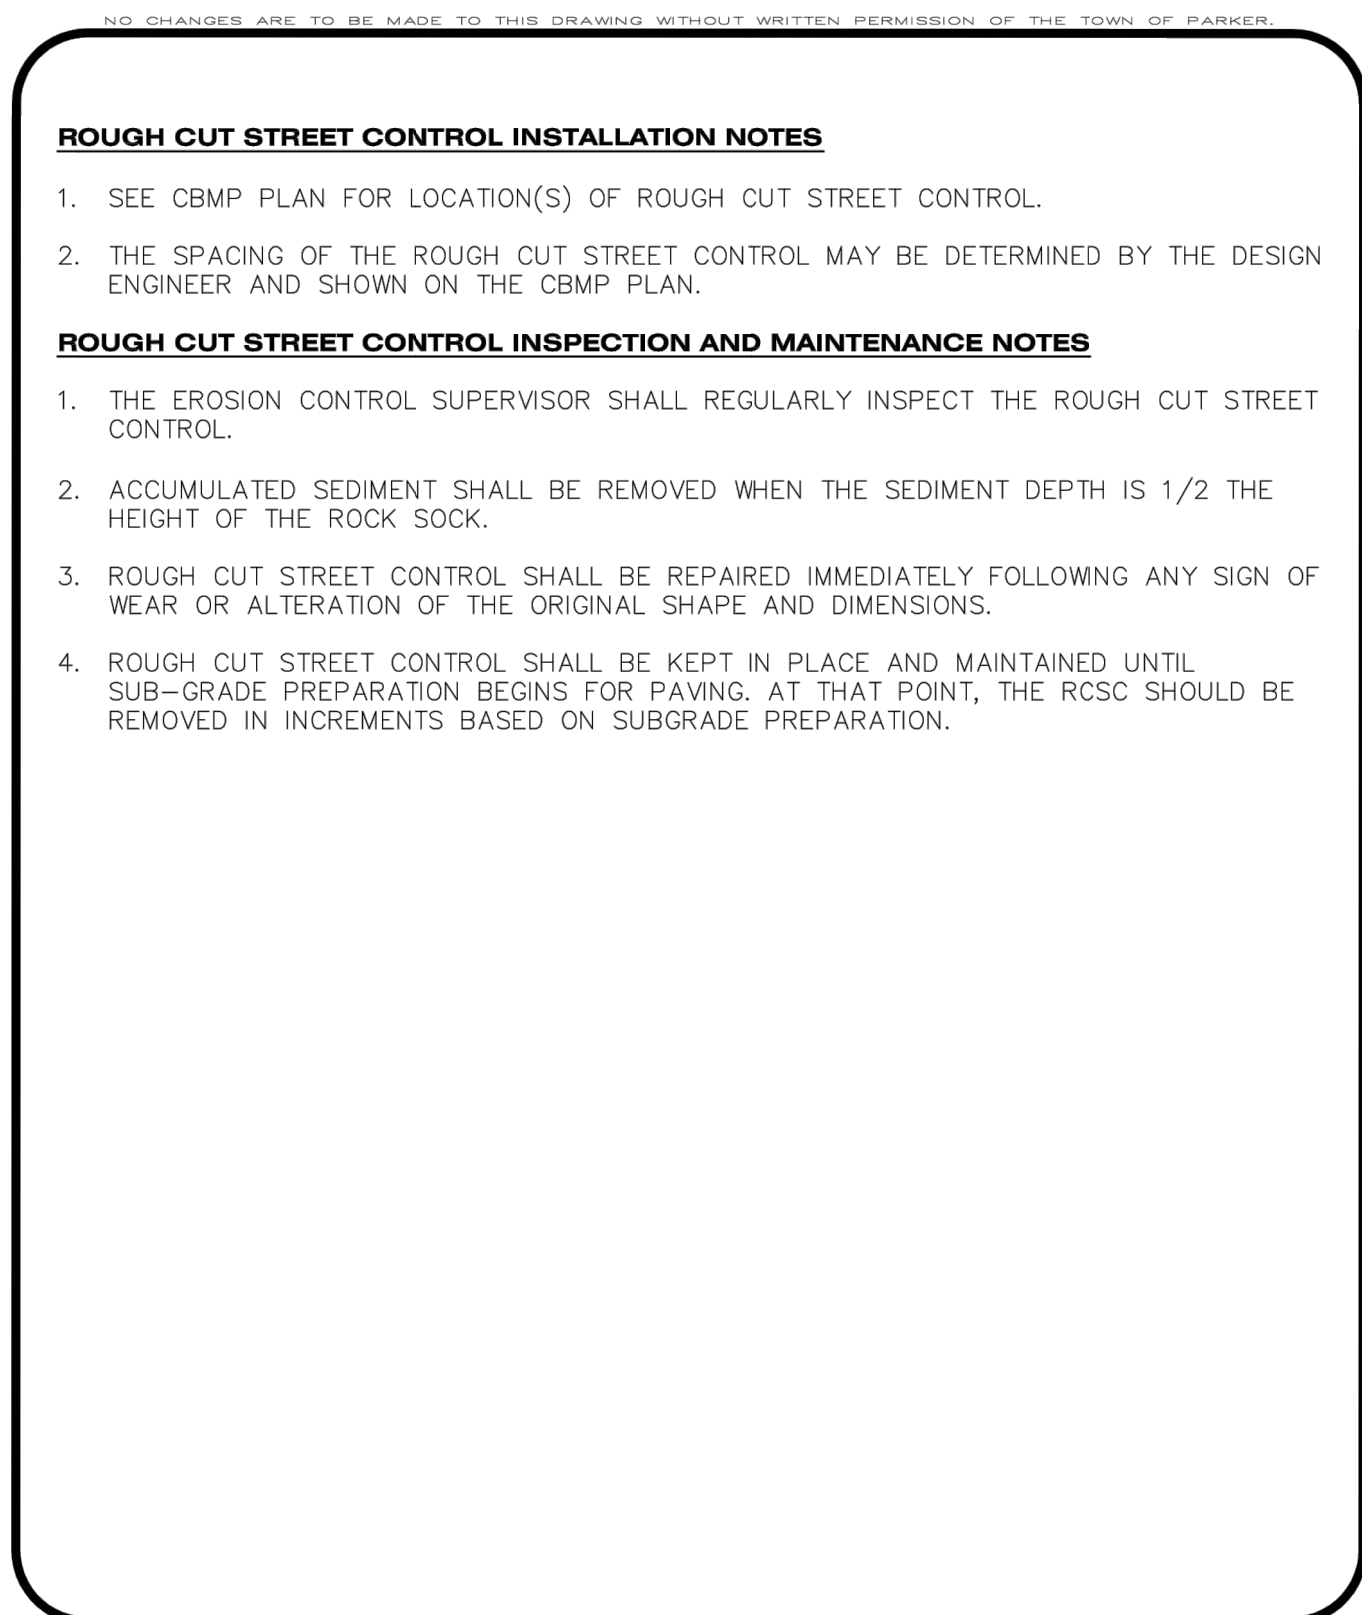 NO CHANGES ARE TO BE MADE TO THIS DRAWING WITHOUT WRITTEN PERMISSION OF THE TOWN OF PARKER.
ROUGH CUT STREET CONTROL INSTALLATION NOTES
1. SEE CBMP PLAN FOR LOCATION(S) OF ROUGH CUT STREET CONTROL.
2. THE SPACING OF THE ROUGH CUT STREET CONTROL MAY BE DETERMINED BY THE DESIGN
ENGINEER AND SHOWN ON THE CBMP PLAN.
ROUGH CUT STREET CONTROL INSPECTION AND MAINTENANCE NOTES
1. THE EROSION CONTROL SUPERVISOR SHALL REGULARLY INSPECT THE ROUGH CUT STREET
CONTROL.
2. ACCUMULATED SEDIMENT SHALL BE REMOVED WHEN THE SEDIMENT DEPTH IS 1/2 THE
HEIGHT OF THE ROCK SOCK.
3. ROUGH CUT STREET CONTROL SHALL BE REPAIRED IMMEDIATELY FOLLOWING ANY SIGN OF
WEAR OR ALTERATION OF THE ORIGINAL SHAPE AND DIMENSIONS.
4. ROUGH CUT STREET CONTROL SHALL BE KEPT IN PLACE AND MAINTAINED UNTIL
SUB-GRADE PREPARATION BEGINS FOR PAVING. AT THAT POINT, THE RCSC SHOULD BE
REMOVED IN INCREMENTS BASED ON SUBGRADE PREPARATION.